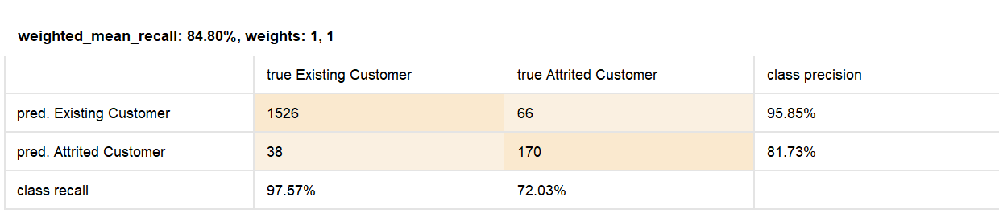 weighted_mean_recall: 84.80%, weights: 1, 1
true Existing Customer true Attrited Customer class precision
pred. Existing Customer 1526 66 95.85%
pred. Attrited Customer 38 170 81.73%
class recall 97.57% 72.03%